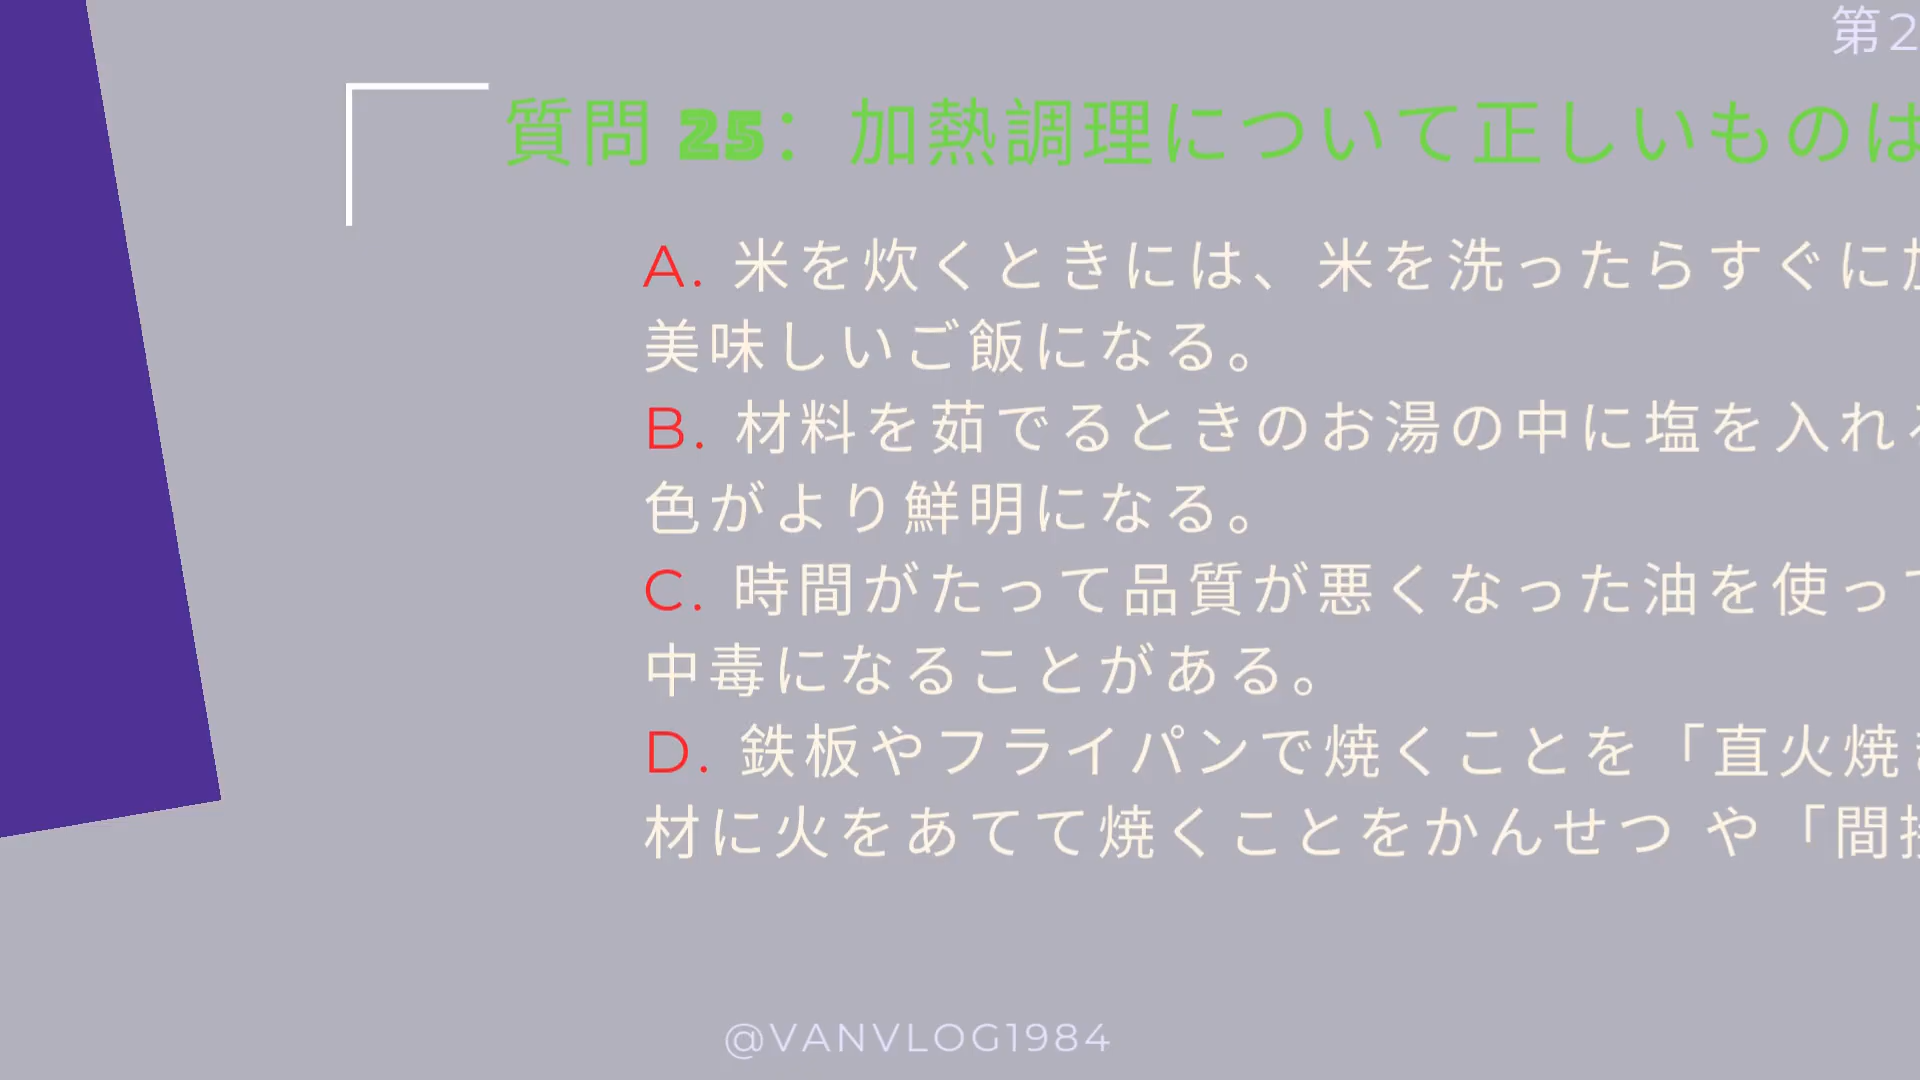 第2
質問 25: 加熱調理について正しいものは
A. 米を炊くときには、米を洗ったらすぐに
美味しいご飯になる。
B. 材料を茹でるときのお湯の中に塩を入れ
色がより鮮明になる。
C. 時間がたって品質が悪くなった油を使っ
中毒になることがある。
D. 鉄板やフライパンで焼くことを「直火焼
材に火をあてて焼くことをかんせつ や「間
@VANVLOG1984